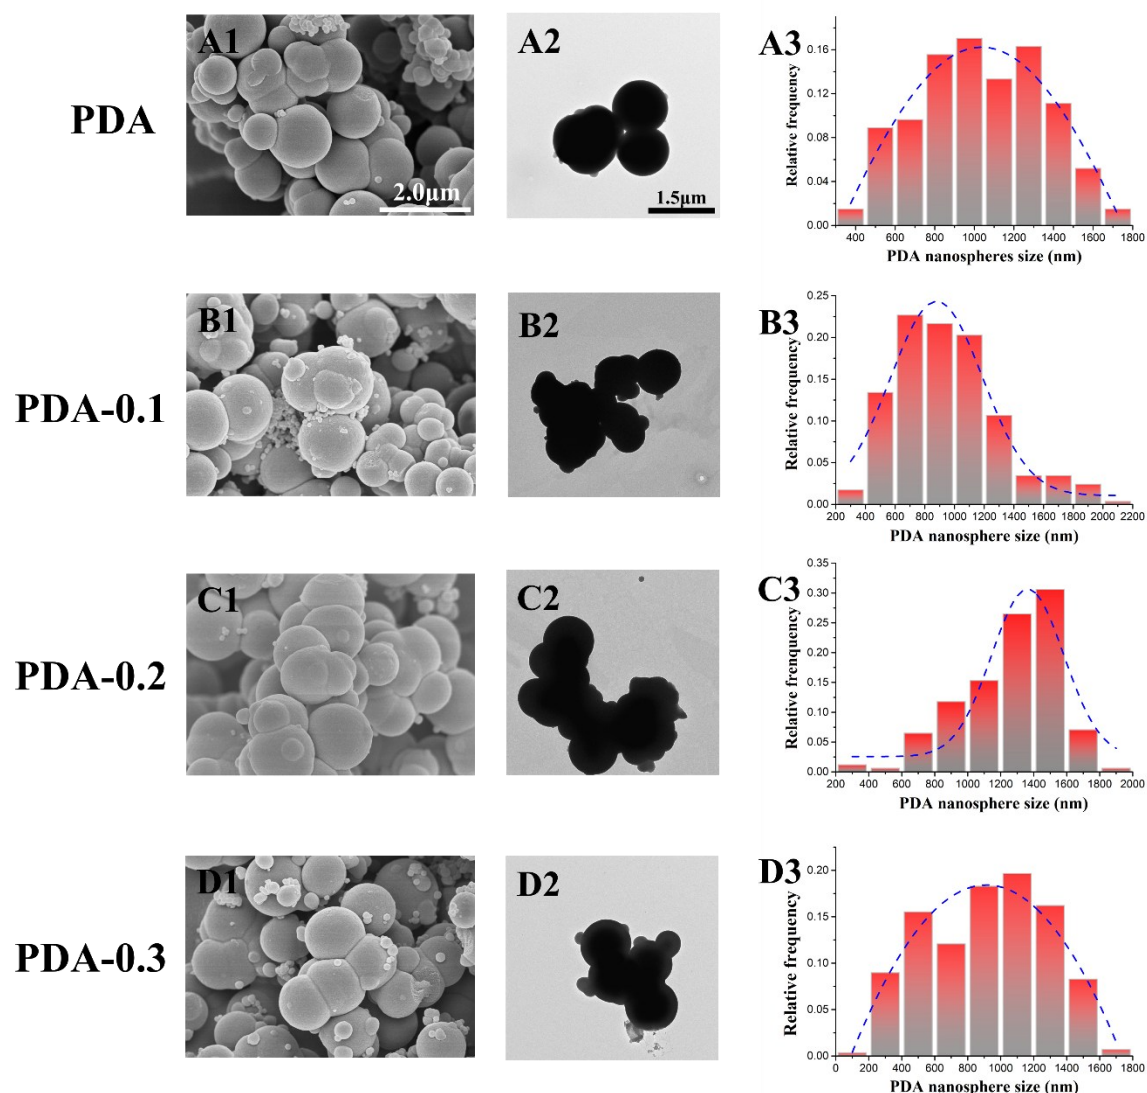 PDA
A1
2.0μm
A2
1.5μm
A3
Relative frequency
0.16
0.12
0.08
0.04
0.00
400 600 800 1000 1200 1400 1600 1800
PDA nanospheres size (nm)
PDA-0.1
B1
B2
B3
Relative frequency
0.25
0.20
0.15
0.10
0.05
0.00
200 400 600 800 1000 1200 1400 1600 1800 2000 2200
PDA nanosphere size (nm)
PDA-0.2
C1
C2
C3
Relative frenquency
0.35
0.30
0.25
0.20
0.15
0.10
0.05
0.00
200 400 600 800 1000 1200 1400 1600 1800 2000
PDA nanosphere size (nm)
PDA-0.3
D1
D2
D3
Relative frequency
0.20
0.15
0.10
0.05
0.00
0 200 400 600 800 1000 1200 1400 1600 1800
PDA nanosphere size (nm)